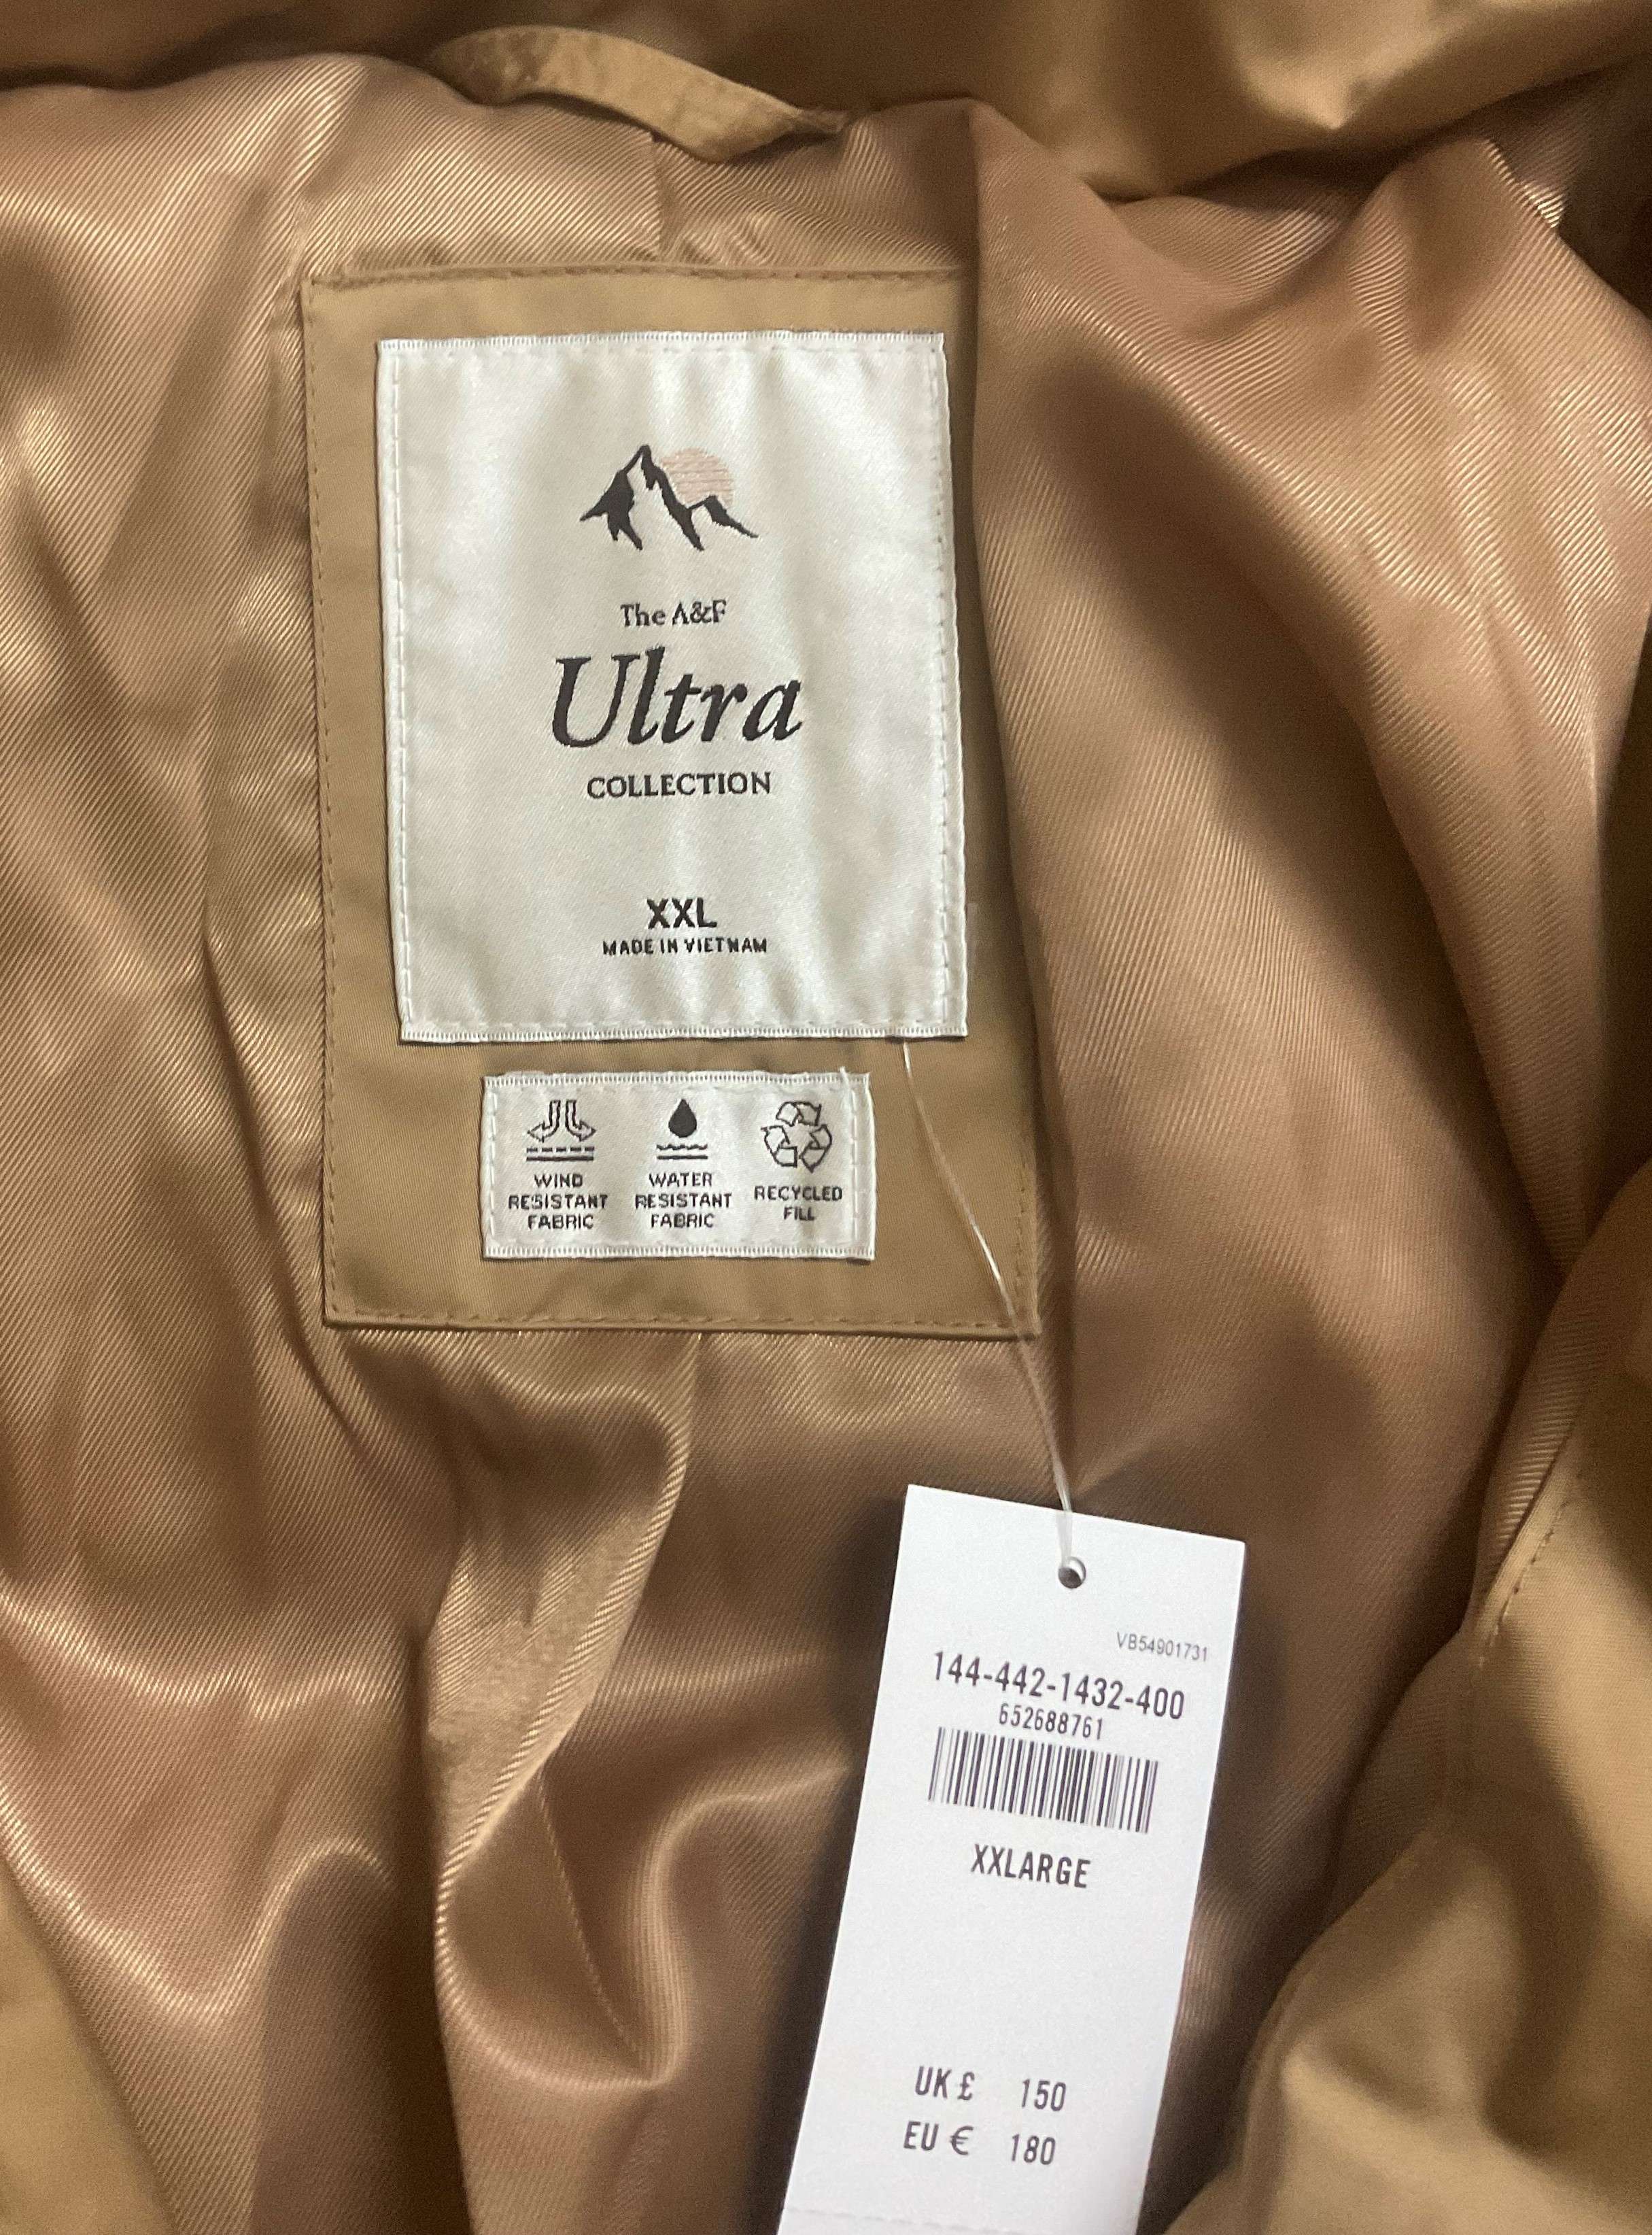 The A&F
Ultra
COLLECTION
XXL
MADE IN VIETNAM
WIND
RESISTANT
FABRIC
WATER
RESISTANT
FABRIC
RECYCLED
FILL
VB54901731
144-442-1432-400
652688761
XXLARGE
UK £ 150
EU € 180